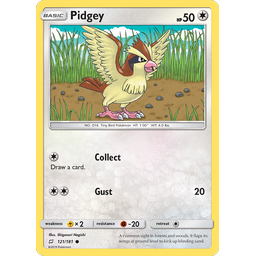 BASIC Pidgey HP 50
NO. 016 Tiny Bird Pokémon HT: 1'00" WT: 4.0 lbs.
Collect
Draw a card.
Gust 20
weakness ×2 resistance -20 retreat
Illus. Shigenori Negishi
121/181
©2019 Pokémon
A common sight in forests and woods. It flaps its
wings at ground level to kick up blinding sand.